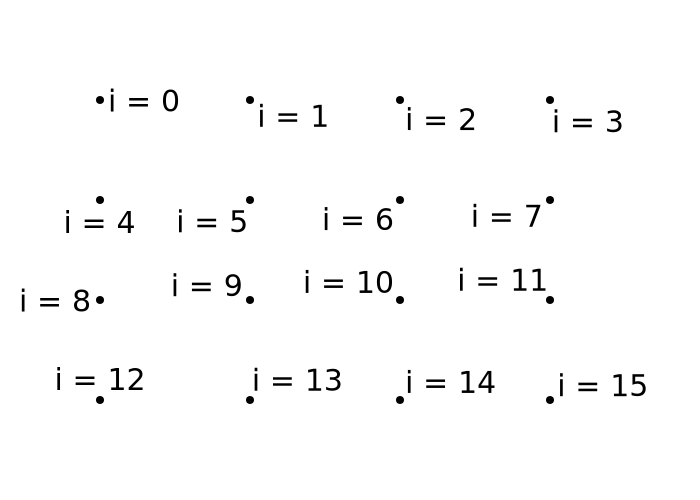 i = 0
i = 1
i = 2
i = 3
i = 4
i = 5
i = 6
i = 7
i = 8
i = 9
i = 10
i = 11
i = 12
i = 13
i = 14
i = 15